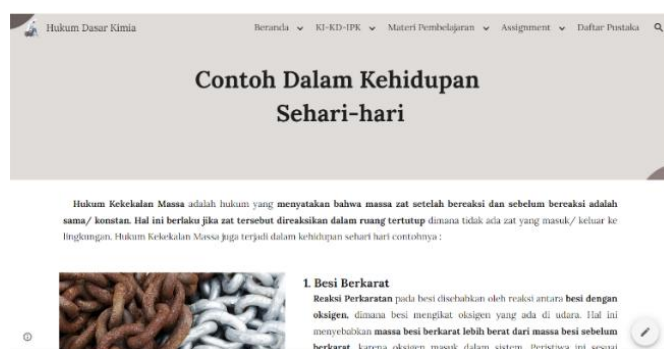 Hukum Dasar Kimia
Beranda KI-KD-IPK Materi Pembelajaran Assignment Daftar Pustaka
Contoh Dalam Kehidupan
Sehari-hari
Hukum Kekekalan Massa adalah hukum yang menyatakan bahwa massa zat setelah bereaksi dan sebelum bereaksi adalah
sama/ konstan. Hal ini berlaku jika zat tersebut direaksikan dalam ruang tertutup dimana tidak ada zat yang masuk/ keluar ke
lingkungan. Hukum Kekekalan Massa juga terjadi dalam kehidupan sehari hari contohnya :
1. Besi Berkarat
Reaksi Perkaratan pada besi disebabkan oleh reaksi antara besi dengan
oksigen, dimana besi mengikat oksigen yang ada di udara. Hal ini
menyebabkan massa besi berkarat lebih berat dari massa besi sebelum
berkarat, karena oksigen masuk dalam sistem. Peristiwa ini sesuai